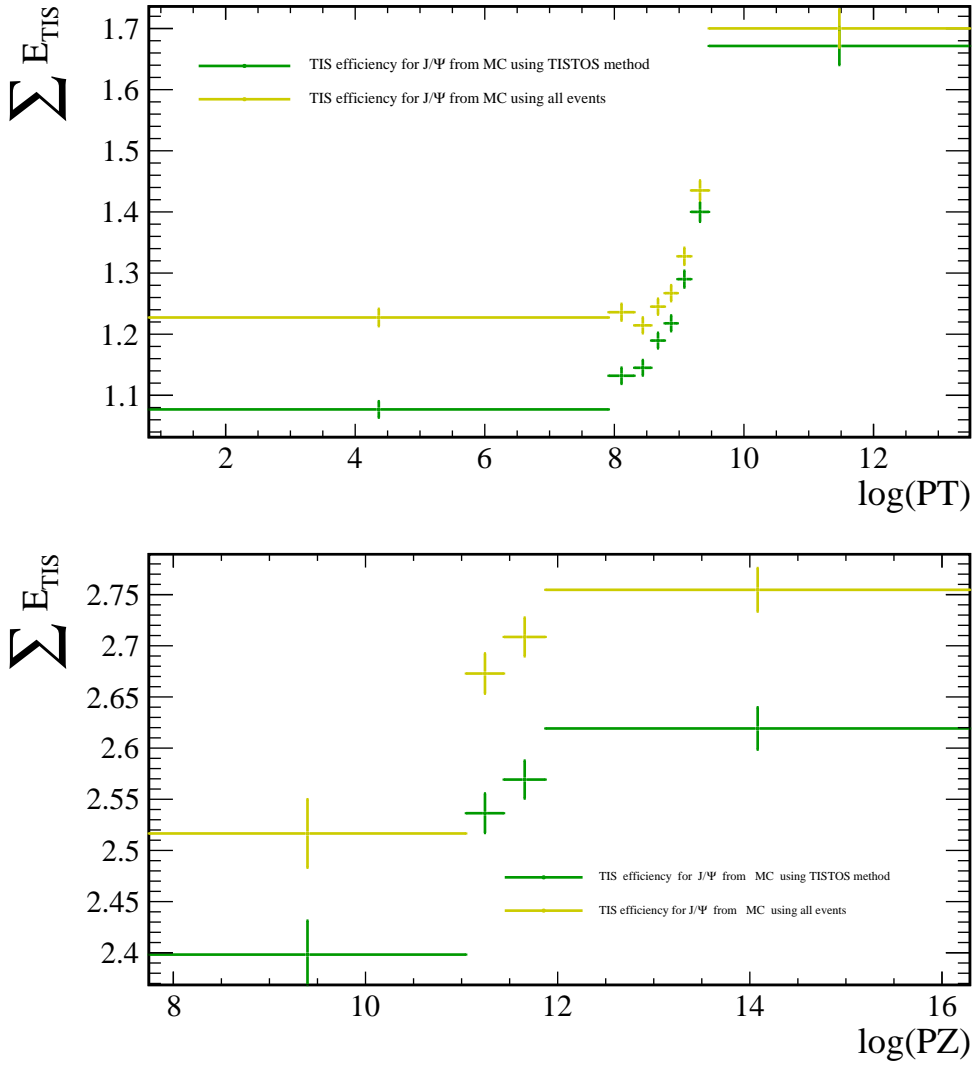 ∑ E_TIS
1.7
1.6
1.5
1.4
1.3
1.2
1.1
TIS efficiency for J/Ψ from MC using TISTOS method
TIS efficiency for J/Ψ from MC using all events
2 4 6 8 10 12
log(PT)
∑ E_TIS
2.75
2.7
2.65
2.6
2.55
2.5
2.45
2.4
TIS efficiency for J/Ψ from MC using TISTOS method
TIS efficiency for J/Ψ from MC using all events
8 10 12 14 16
log(PZ)